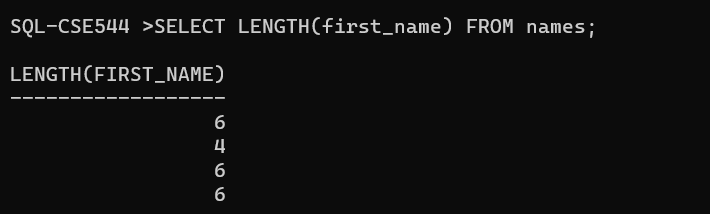 SQL-CSE544 >SELECT LENGTH(first_name) FROM names;
LENGTH(FIRST_NAME)
------------------
6
4
6
6